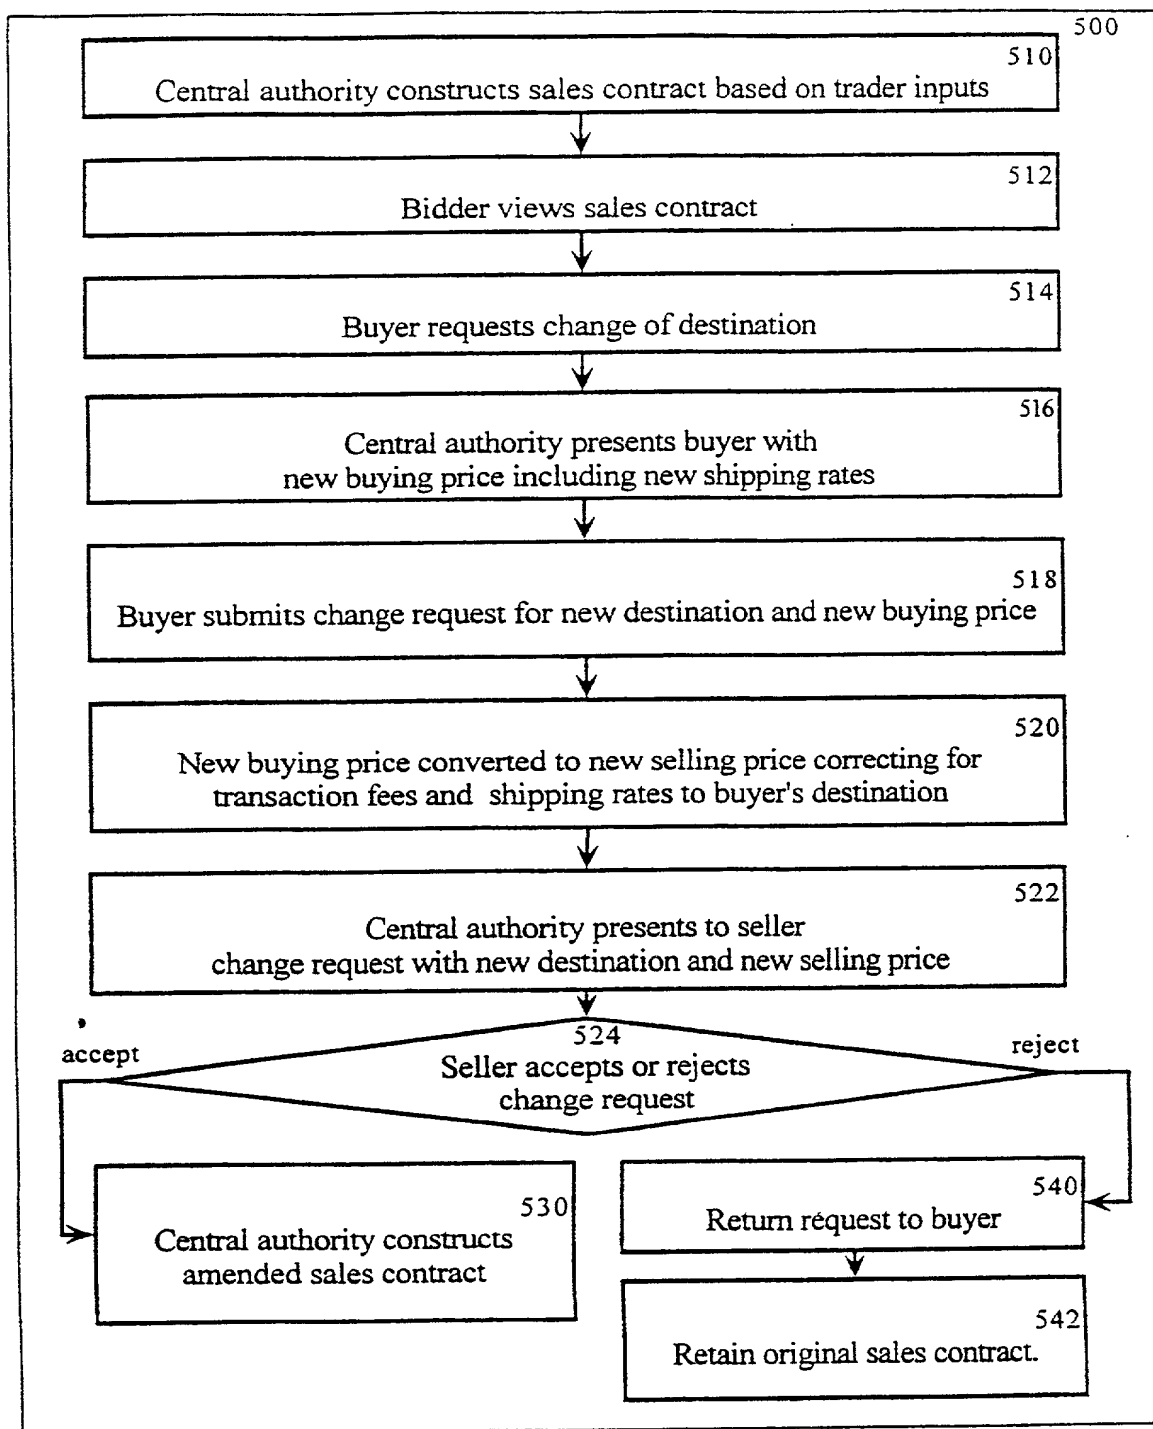 500
510
Central authority constructs sales contract based on trader inputs
512
Bidder views sales contract
514
Buyer requests change of destination
516
Central authority presents buyer with
new buying price including new shipping rates
518
Buyer submits change request for new destination and new buying price
520
New buying price converted to new selling price correcting for
transaction fees and shipping rates to buyer's destination
522
Central authority presents to seller
change request with new destination and new selling price
524
accept
reject
Seller accepts or rejects
change request
530
Central authority constructs
amended sales contract
540
Return request to buyer
542
Retain original sales contract.